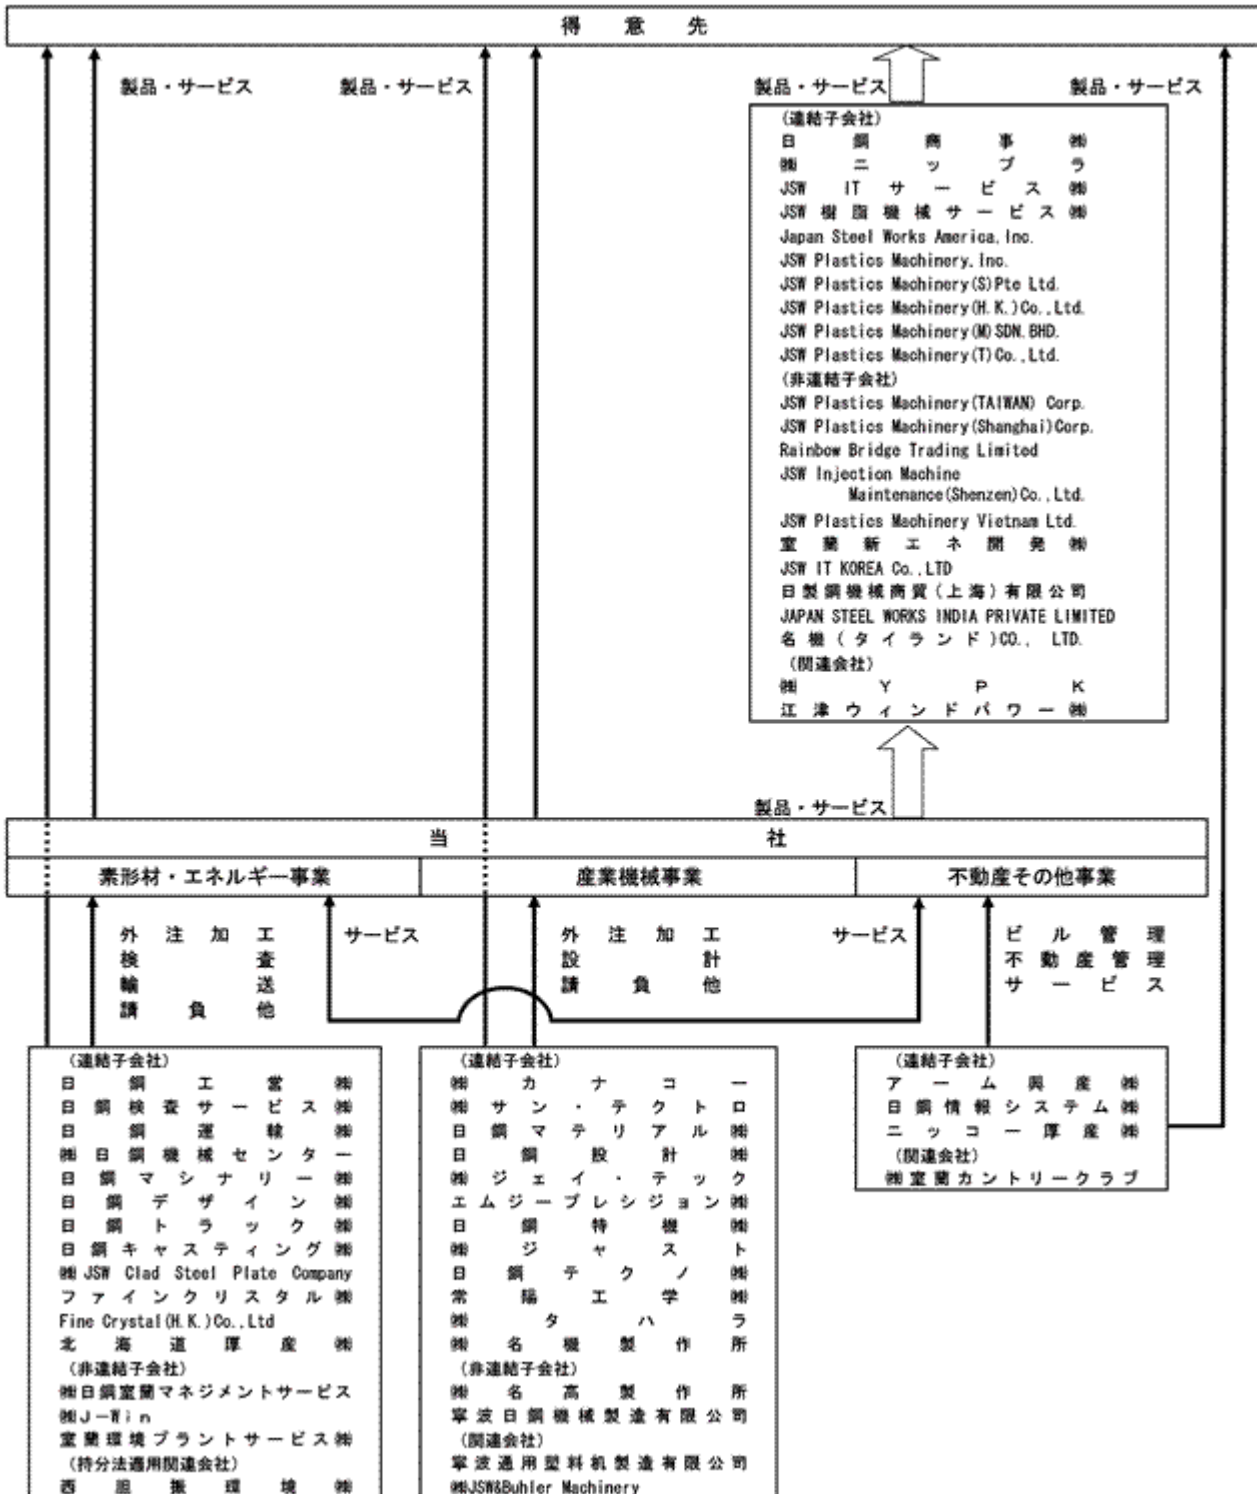 得意先
製品・サービス
製品・サービス
製品・サービス
製品・サービス
(連結子会社)
日鋼商事㈱
㈱ニップラ
JSW ITサービス㈱
JSW樹脂機械サービス㈱
Japan Steel Works America, Inc.
JSW Plastics Machinery, Inc.
JSW Plastics Machinery(S)Pte Ltd.
JSW Plastics Machinery(H.K.)Co.,Ltd.
JSW Plastics Machinery(M)SDN.BHD.
JSW Plastics Machinery(T)Co.,Ltd.
(非連結子会社)
JSW Plastics Machinery(TAIWAN) Corp.
JSW Plastics Machinery(Shanghai)Corp.
Rainbow Bridge Trading Limited
JSW Injection Machine
Maintenance(Shenzen)Co.,Ltd.
JSW Plastics Machinery Vietnam Ltd.
室蘭新エネ開発㈱
JSW IT KOREA Co.,LTD
日製鋼機械商貿(上海)有限公司
JAPAN STEEL WORKS INDIA PRIVATE LIMITED
名機(タイランド)CO., LTD.
(関連会社)
㈱YPK
江津ウィンドパワー㈱
製品・サービス
当社
素形材・エネルギー事業
産業機械事業
不動産その他事業
外注加工
検査
輸送
請負他
サービス
外注加工
設計
請負他
サービス
ビル管理
不動産管理
サービス
(連結子会社)
日鋼工営㈱
日鋼検査サービス㈱
日鋼運輸㈱
㈱日鋼機械センター
日鋼マシナリー㈱
日鋼デザイン㈱
日鋼トラック㈱
日鋼キャスティング㈱
㈱JSW Clad Steel Plate Company
ファインクリスタル㈱
Fine Crystal(H.K.)Co.,Ltd
北海道厚産㈱
(非連結子会社)
㈱日鋼室蘭マネジメントサービス
㈱J－Win
室蘭環境プラントサービス㈱
(持分法適用関連会社)
西胆振環境㈱
(連結子会社)
㈱カナコー
㈱サン・テクトロ
日鋼マテリアル㈱
日鋼設計㈱
㈱ジェイ・テック
エムジープレシジョン㈱
日鋼特機㈱
㈱ジャスト
日鋼テクノ㈱
常陽工学㈱
㈱タハラ
㈱名機製作所
(非連結子会社)
㈱名高製作所
寧波日鋼機械製造有限公司
(関連会社)
寧波通用塑料机製造有限公司
㈱JSW&Buhler Machinery
(連結子会社)
アーム興産㈱
日鋼情報システム㈱
ニッコー厚産㈱
(関連会社)
㈱室蘭カントリークラブ